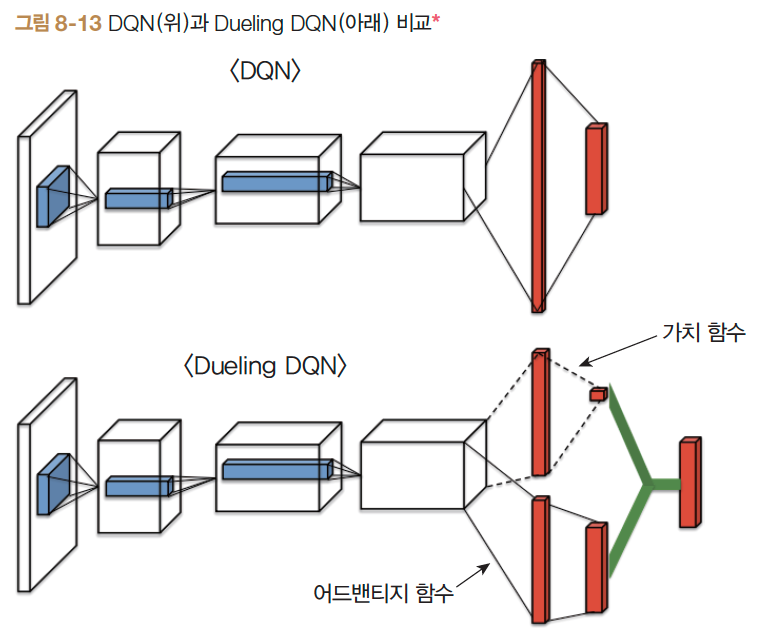 그림 8-13 DQN(위)과 Dueling DQN(아래) 비교*
〈DQN〉
가치 함수
〈Dueling DQN〉
어드밴티지 함수